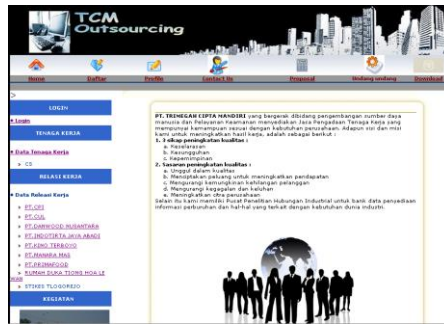 TCM
Outsourcing
Home
Daftar
Profile
Contact Us
Proposal
Undang undang
Download
LOGIN
Login
TENAGA KERJA
Data Tenaga Kerja
CS
RELASI KERJA
Data Relasi Kerja
PT.CPI
PT.CUL
PT.DARWOOD NUSANTARA
PT.INDOTIRTA JAYA ABADI
PT.KINO TERBOYO
PT.MANARA MAS
PT.PRIMAFOOD
RUMAH DUKA TIONG HOA LE
STIKES TLOGOREJO
KEGIATAN
PT. TRINEGAN CIPTA MANDIRI yang bergerak dibidang pengembangan sumber daya
manusia dan Pelayanan Keamanan menyediakan Jasa Pengadaan Tenaga Kerja yang
mempunyai kemampuan sesuai dengan kebutuhan perusahaan. Adapun visi dan misi
kami untuk meningkatkan hasil kerja, adalah sebagai berikut :
1. 3 sikap peningkatan kualitas :
a. Keselarasan
b. Kesungguhan
c. Kepemimpinan
2. Sasaran peningkatan kualitas :
a. Unggul dalam kualitas
b. Menciptakan peluang untuk meningkatkan pendapatan
c. Mengurangi kemungkinan kehilangan pelanggan
d. Mengurangi kegagalan dan keluhan
e. Meningkatkan citra perusahaan
Selain itu kami memiliki Pusat Penelitian Hubungan Industrial untuk bank data penyediaan
informasi perburuhan dan hal-hal yang terkait dengan kebutuhan dunia industri.